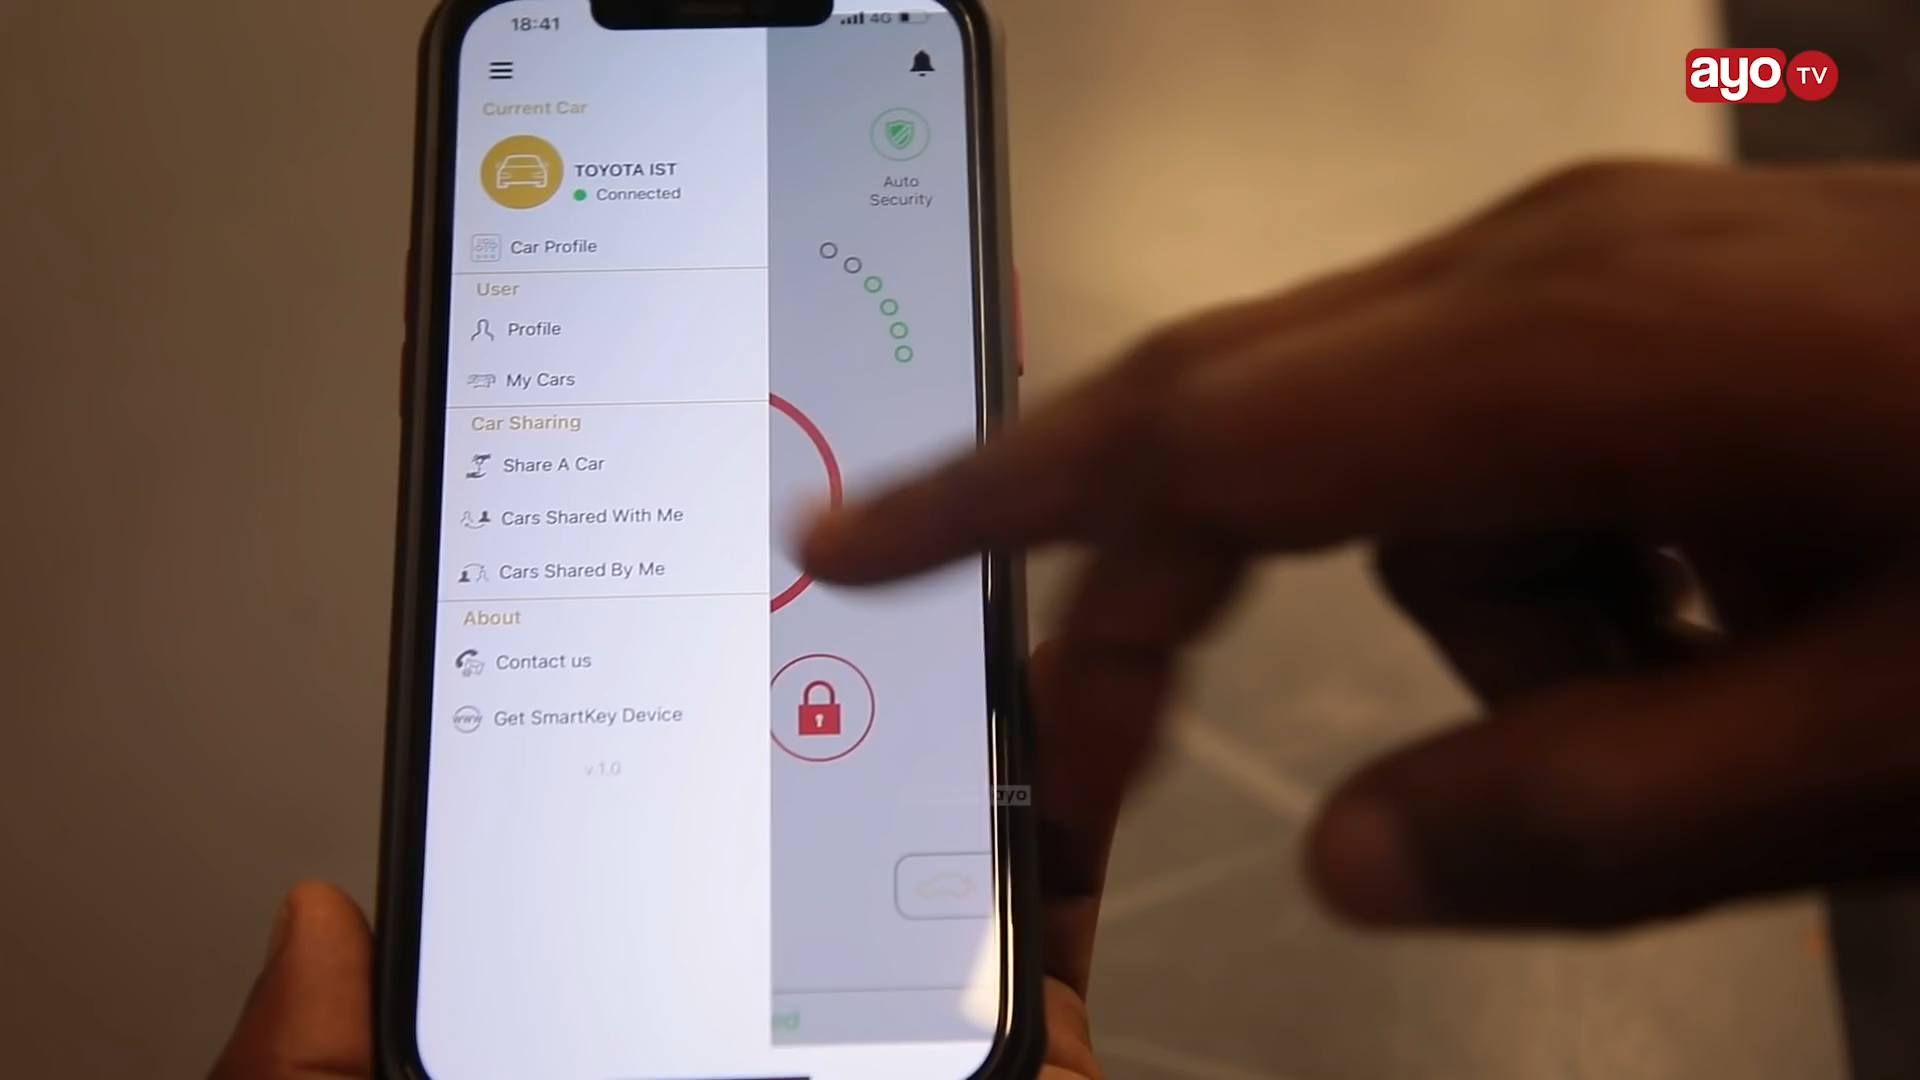 18:41
4G
ayo TV
Current Car
TOYOTA IST
Connected
Auto
Security
Car Profile
User
Profile
My Cars
Car Sharing
Share A Car
Cars Shared With Me
Cars Shared By Me
About
Contact us
www
Get SmartKey Device
v 1.0
ayo